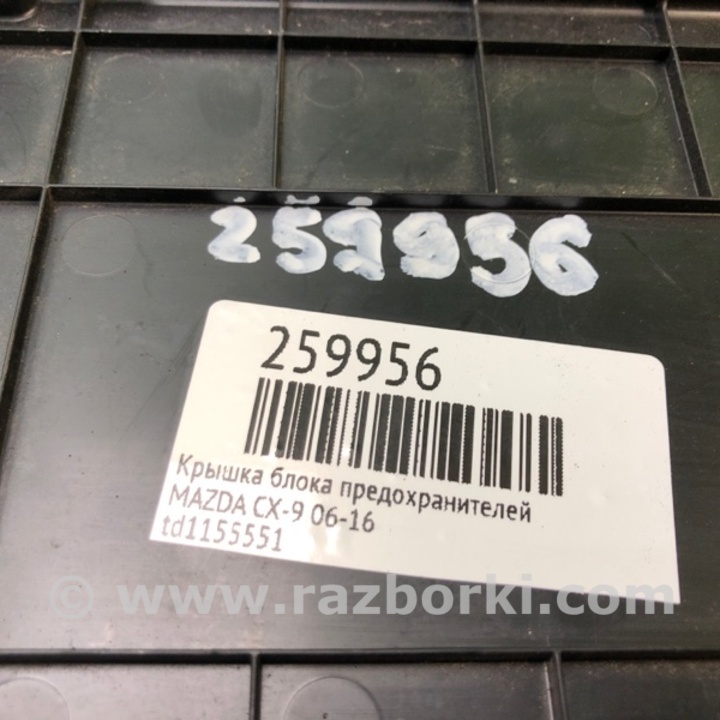 259956
259956
Крышка блока предохранителей
MAZDA CX-9 06-16
td1155551
© www.razborki.com